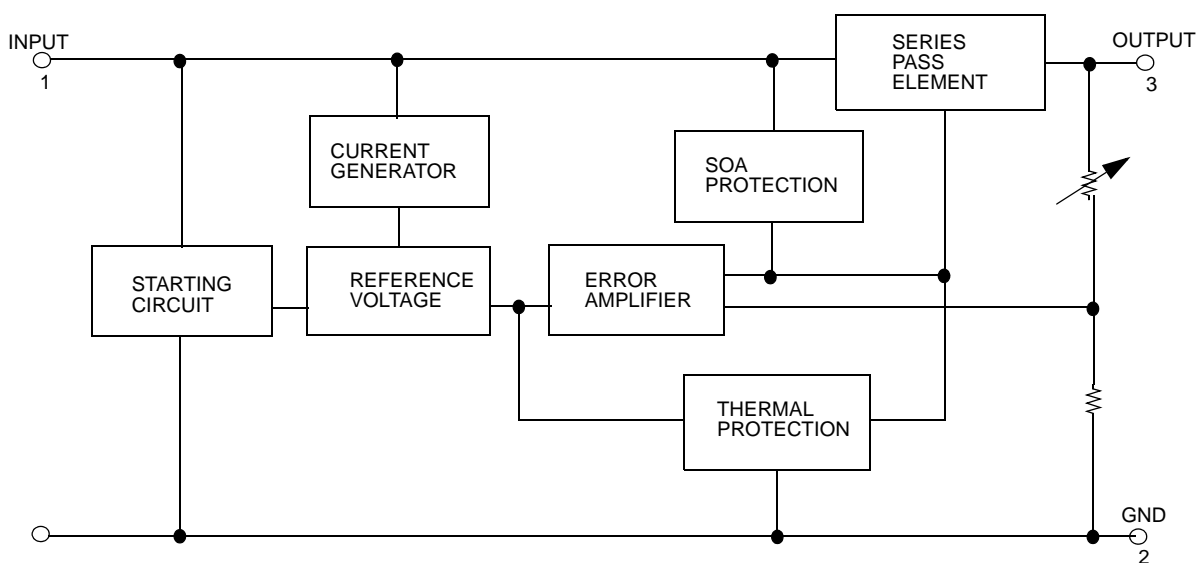 INPUT
1
SERIES
PASS
ELEMENT
OUTPUT
3
CURRENT
GENERATOR
SOA
PROTECTION
STARTING
CIRCUIT
REFERENCE
VOLTAGE
ERROR
AMPLIFIER
THERMAL
PROTECTION
GND
2